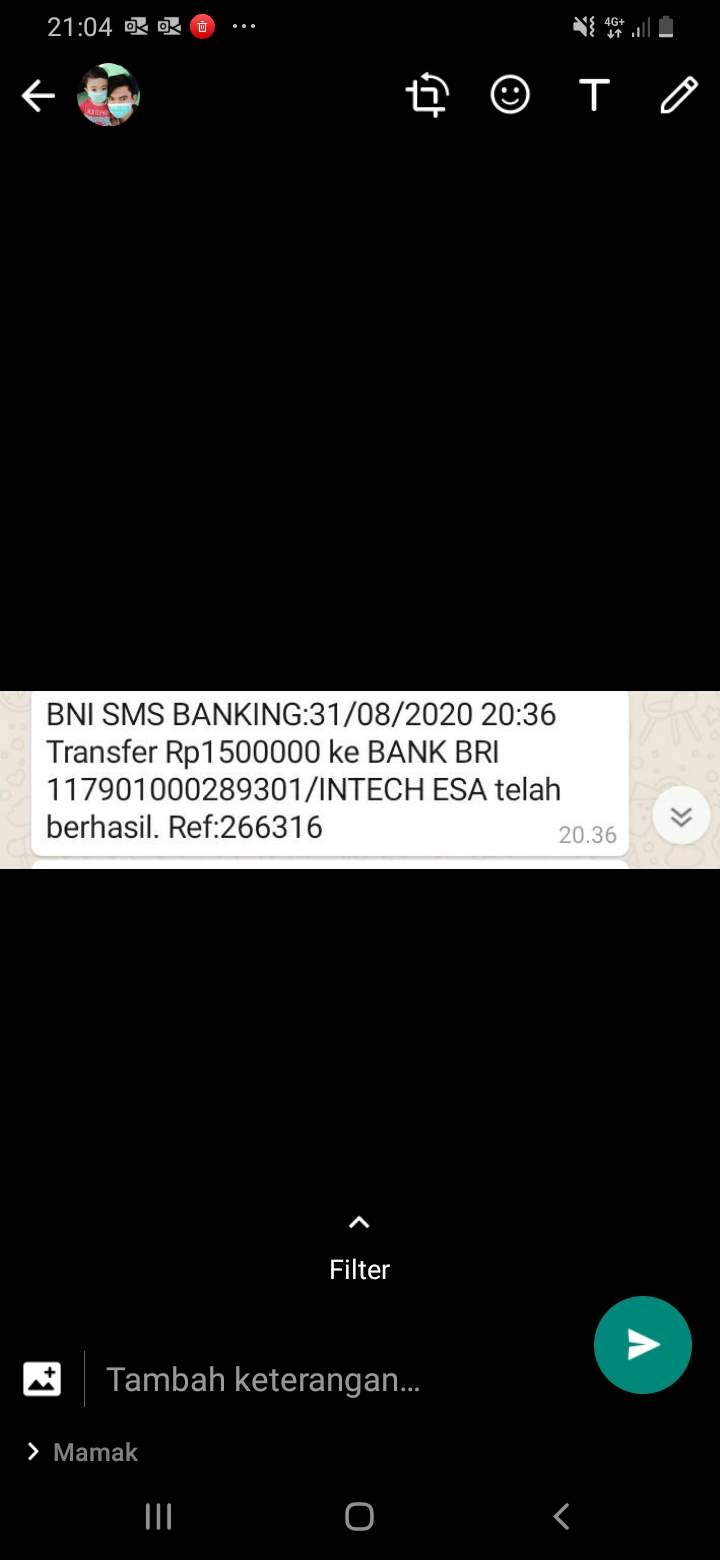 21:04
4G+
BNI SMS BANKING:31/08/2020 20:36
Transfer Rp1500000 ke BANK BRI
117901000289301/INTECH ESA telah
berhasil. Ref:266316
20.36
Filter
Tambah keterangan...
Mamak